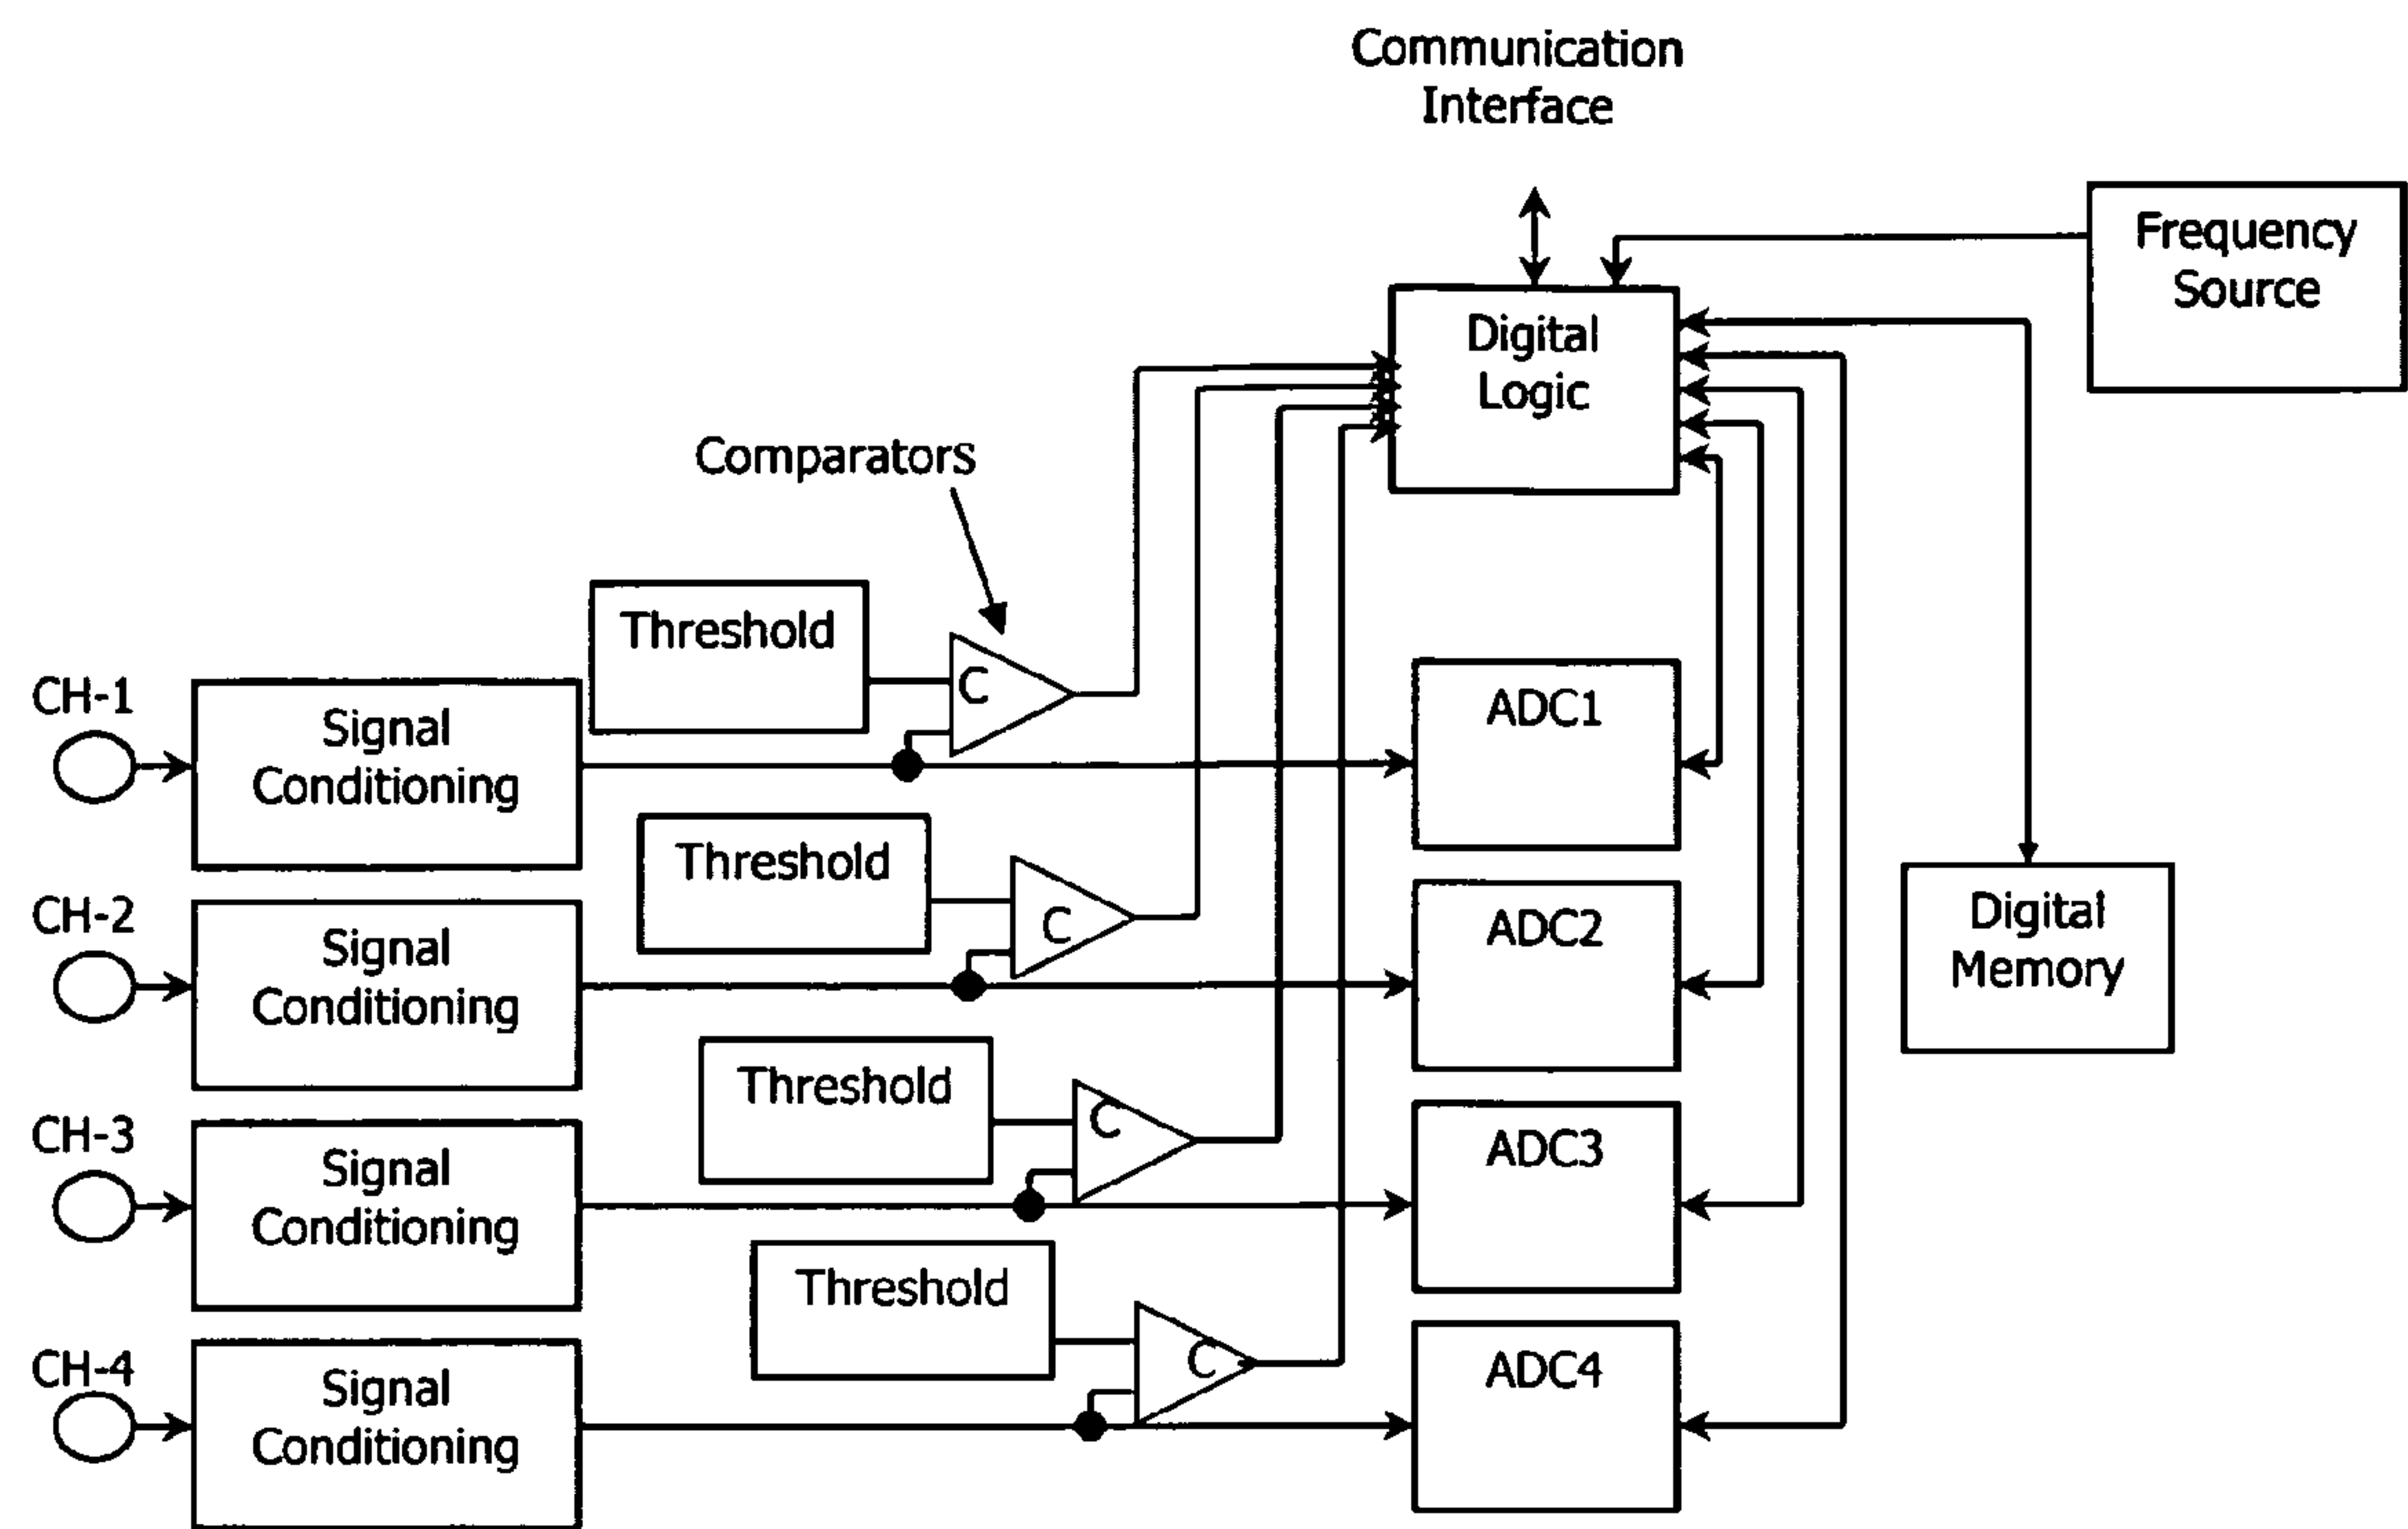 Communication
Interface
Frequency
Source
Digital
Logic
Comparators
Threshold
C
CH-1
Signal
Conditioning
ADC1
Threshold
C
CH-2
Signal
Conditioning
ADC2
Digital
Memory
Threshold
C
CH-3
Signal
Conditioning
ADC3
Threshold
C
CH-4
Signal
Conditioning
ADC4